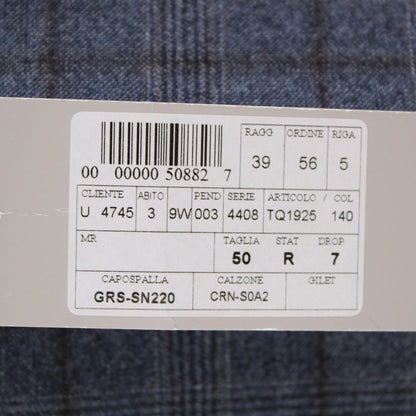 RAGG ORDINE RIGA
39 56 5
00 00000 50882 7
CLIENTE ABITO PEND SERIE ARTICOLO / COL
U 4745 3 9W 003 4408 TQ1925 140
MR TAGLIA STAT DROP
50 R 7
CAPOSPALLA CALZONE GILET
GRS-SN220 CRN-S0A2